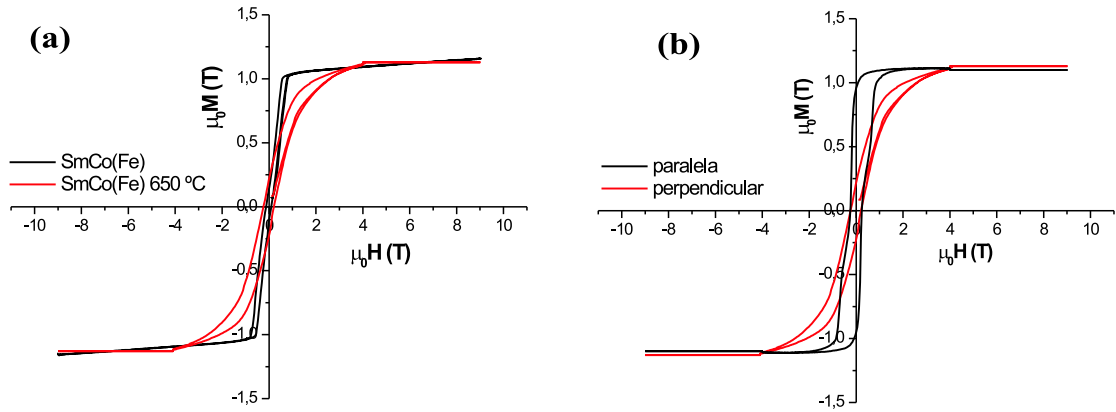 (a)
1,5
1,0
0,5
0,0
-0,5
-1,0
-1,5
μ₀M (T)
SmCo(Fe)
SmCo(Fe) 650 ºC
-10 -8 -6 -4 -2 0 2 4 6 8 10
μ₀H (T)
(b)
1,5
1,0
0,5
0,0
-0,5
-1,0
-1,5
μ₀M (T)
paralela
perpendicular
-10 -8 -6 -4 -2 0 2 4 6 8 10
μ₀H (T)